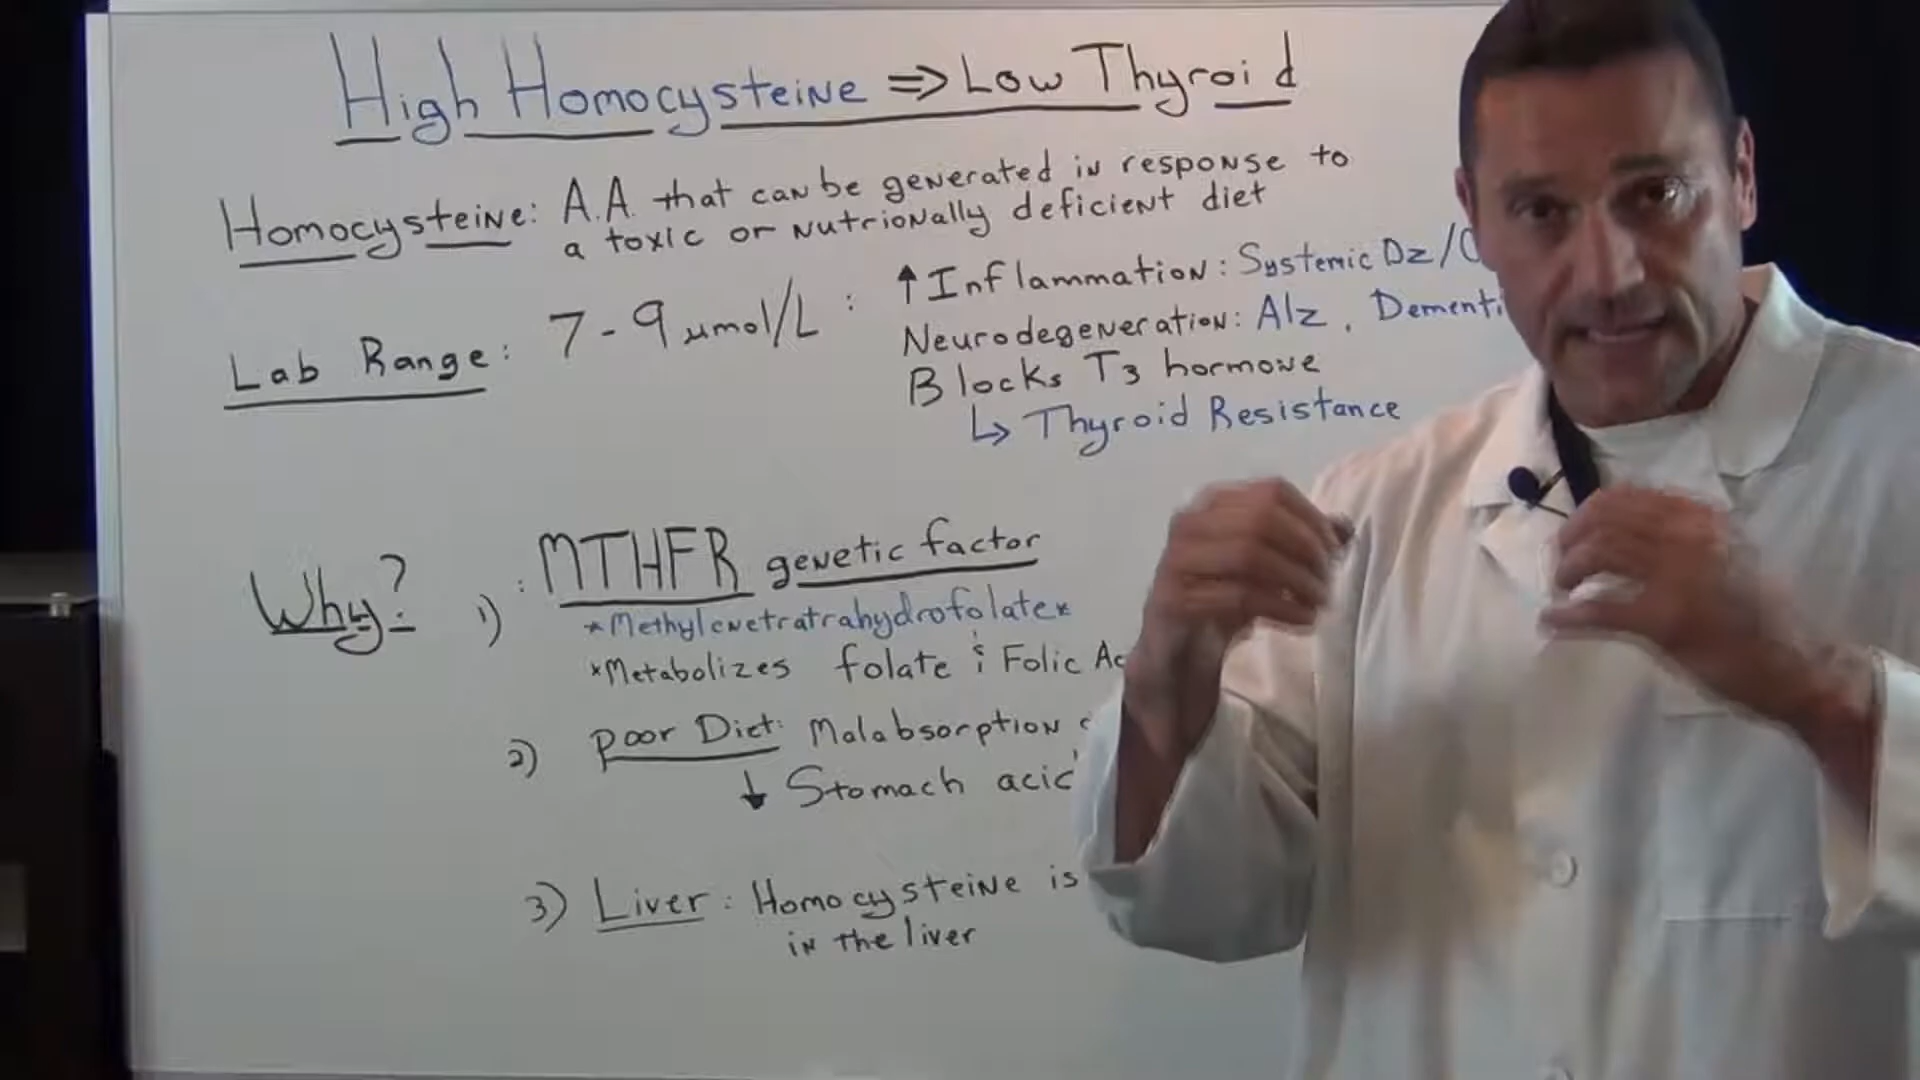 High Homocysteine => Low Thyroid
Homocysteine: A.A. that can be generated in response to
a toxic or nutrionally deficient diet
Lab Range: 7-9 µmol/L :
↑ Inflammation: Systemic Dz/
Neurodegeneration: Alz, Dementi
Blocks T3 hormone
↳ Thyroid Resistance
Why? 1) : MTHFR genetic factor
*Methylenetratrahydrofolate*
*Metabolizes folate & Folic Ac
2) Poor Diet: Malabsorption
↓ Stomach acid
3) Liver: Homocysteine is
in the liver